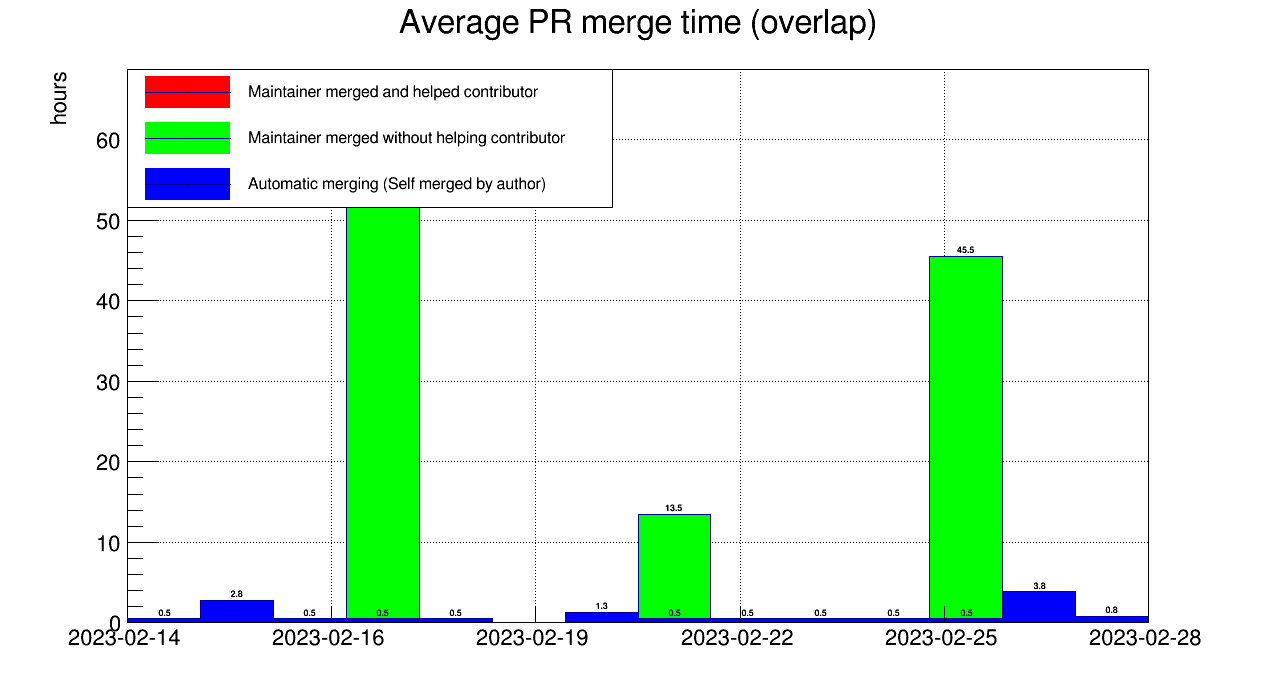 Average PR merge time (overlap)
hours
Maintainer merged and helped contributor
Maintainer merged without helping contributor
Automatic merging (Self merged by author)
60
50
40
30
20
10
0
45.5
13.5
3.8
2.8
1.3
0.8
0.5 0.5 0.5 0.5 0.5 0.5 0.5 0.5 0.5
2023-02-14 2023-02-16 2023-02-19 2023-02-22 2023-02-25 2023-02-28